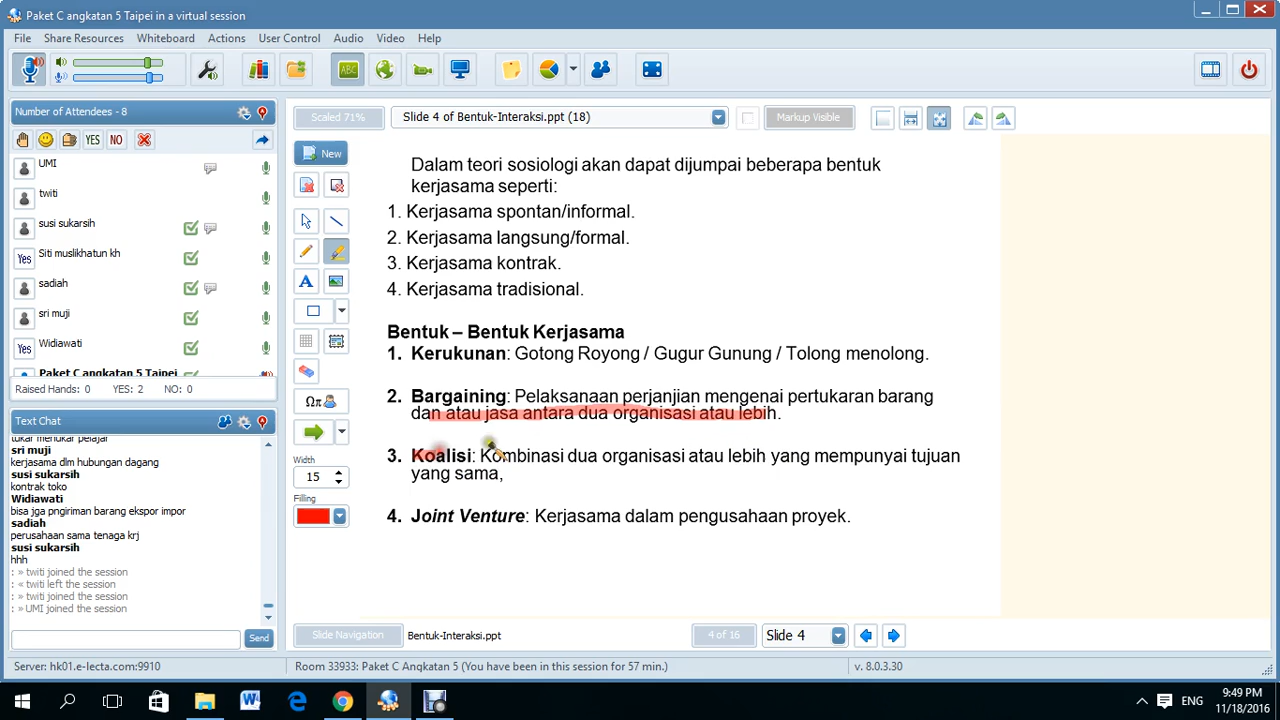 Paket C angkatan 5 Taipei in a virtual session
File Share Resources Whiteboard Actions User Control Audio Video Help
ABC
Number of Attendees - 8
YES NO
UMI
twiti
susi sukarsih
Yes Siti muslikhatun kh
sadiah
sri muji
Yes Widiawati
Paket C angkatan 5 Taipei
Raised Hands: 0 YES: 2 NO: 0
Text Chat
tukar menukar pelajar
sri muji
kerjasama dlm hubungan dagang
susi sukarsih
kontrak toko
Widiawati
bisa jga pngiriman barang ekspor impor
sadiah
perusahaan sama tenaga krj
susi sukarsih
hhh
: » twiti joined the session
: « twiti left the session
: » twiti joined the session
: » UMI joined the session
Send
Scaled 71%
Slide 4 of Bentuk-Interaksi.ppt (18)
Markup Visible
New
A
Ωπ
Width
15
Filling
Dalam teori sosiologi akan dapat dijumpai beberapa bentuk
kerjasama seperti:
1. Kerjasama spontan/informal.
2. Kerjasama langsung/formal.
3. Kerjasama kontrak.
4. Kerjasama tradisional.
Bentuk – Bentuk Kerjasama
1. Kerukunan: Gotong Royong / Gugur Gunung / Tolong menolong.
2. Bargaining: Pelaksanaan perjanjian mengenai pertukaran barang
dan atau jasa antara dua organisasi atau lebih.
3. Koalisi: Kombinasi dua organisasi atau lebih yang mempunyai tujuan
yang sama,
4. Joint Venture: Kerjasama dalam pengusahaan proyek.
Slide Navigation
Bentuk-Interaksi.ppt
4 of 16
Slide 4
Server: hk01.e-lecta.com:9910
Room 33933: Paket C Angkatan 5 (You have been in this session for 57 min.)
v. 8.0.3.30
ENG
9:49 PM
11/18/2016